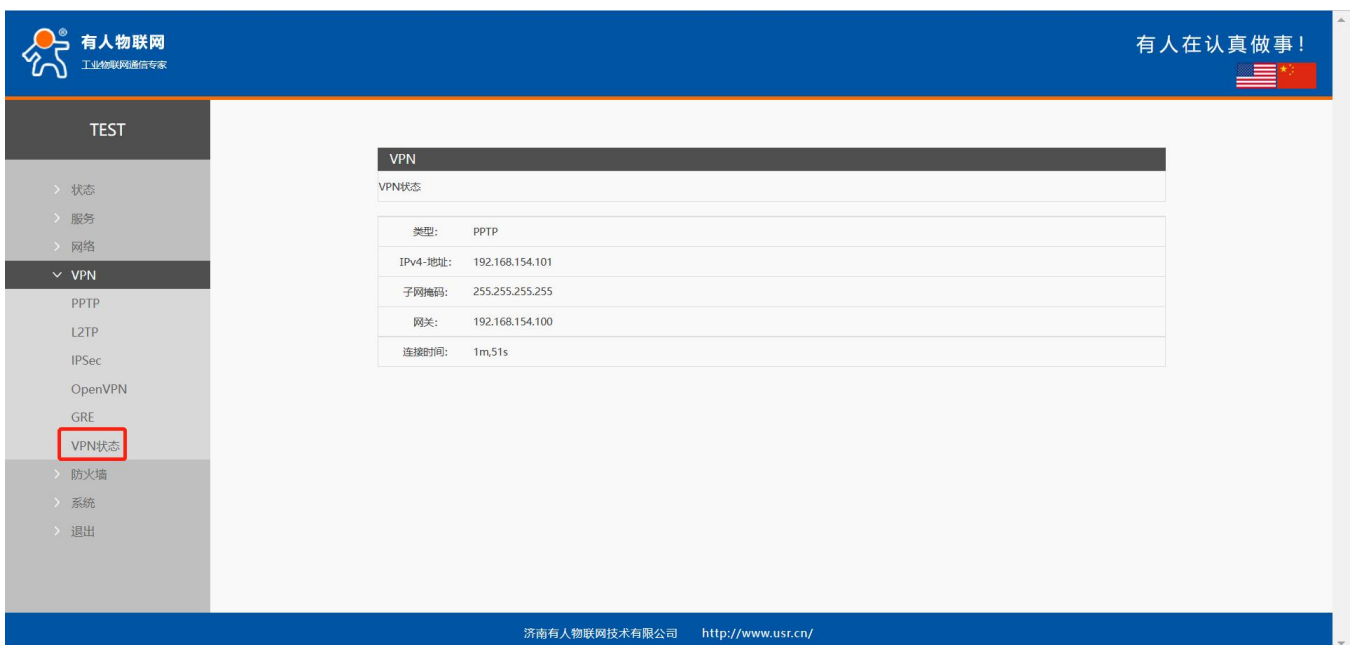 有人物联网
工业物联网通信专家
有人在认真做事!
TEST
状态
服务
网络
VPN
PPTP
L2TP
IPSec
OpenVPN
GRE
VPN状态
防火墙
系统
退出
VPN
VPN状态
类型: PPTP
IPv4-地址: 192.168.154.101
子网掩码: 255.255.255.255
网关: 192.168.154.100
连接时间: 1m,51s
济南有人物联网技术有限公司 http://www.usr.cn/